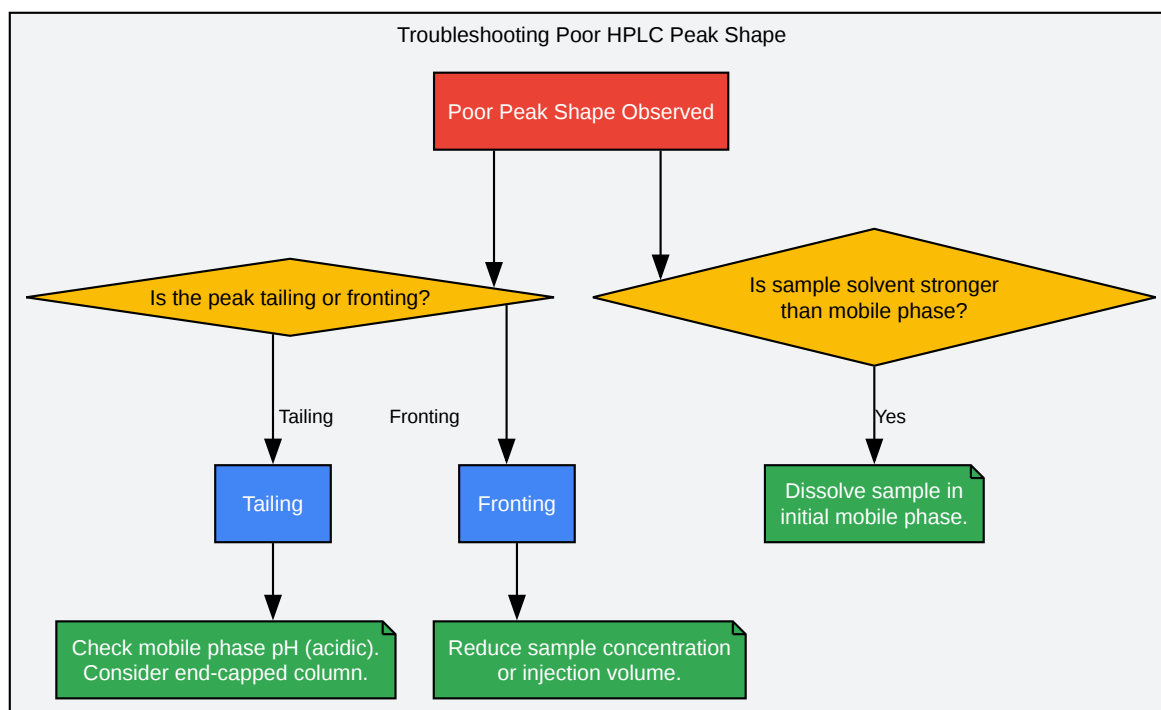 Troubleshooting Poor HPLC Peak Shape
Poor Peak Shape Observed
Is the peak tailing or fronting?
Is sample solvent stronger
than mobile phase?
Tailing
Fronting
Yes
Tailing
Fronting
Dissolve sample in
initial mobile phase.
Check mobile phase pH (acidic).
Consider end-capped column.
Reduce sample concentration
or injection volume.